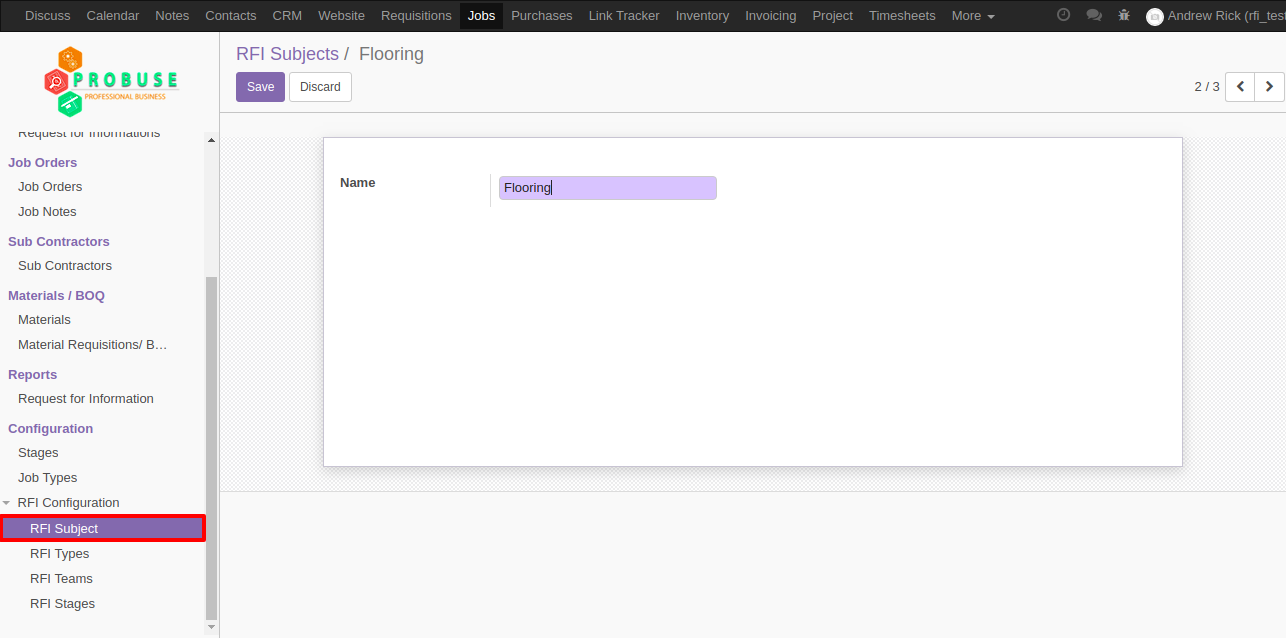 Discuss Calendar Notes Contacts CRM Website Requisitions Jobs Purchases Link Tracker Inventory Invoicing Project Timesheets More Andrew Rick (rfi_test
PROBUSE
PROFESSIONAL BUSINESS
RFI Subjects / Flooring
Save Discard
2 / 3
Request for Informations
Job Orders
Job Orders
Job Notes
Sub Contractors
Sub Contractors
Materials / BOQ
Materials
Material Requisitions/ B...
Reports
Request for Information
Configuration
Stages
Job Types
RFI Configuration
RFI Subject
RFI Types
RFI Teams
RFI Stages
Name Flooring